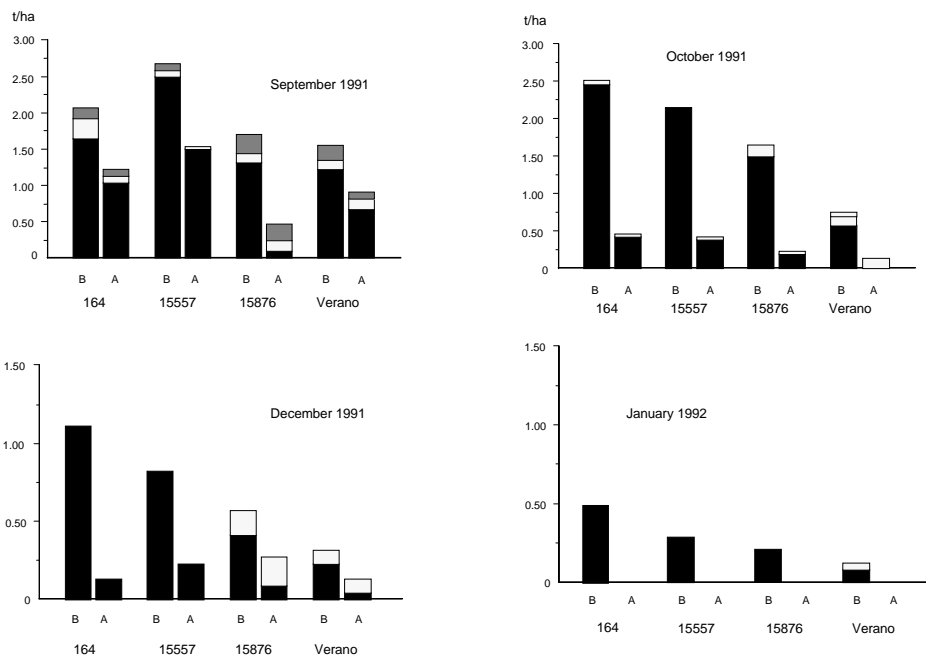 t/ha
3.00
2.50
2.00
1.50
1.00
0.50
0
September 1991
B A B A B A B A
164 15557 15876 Verano
t/ha
3.00
2.50
2.00
1.50
1.00
0.50
0
October 1991
B A B A B A B A
164 15557 15876 Verano
1.50
1.00
0.50
0
December 1991
B A B A B A B A
164 15557 15876 Verano
1.50
1.00
0.50
0
January 1992
B A B A B A B A
164 15557 15876 Verano